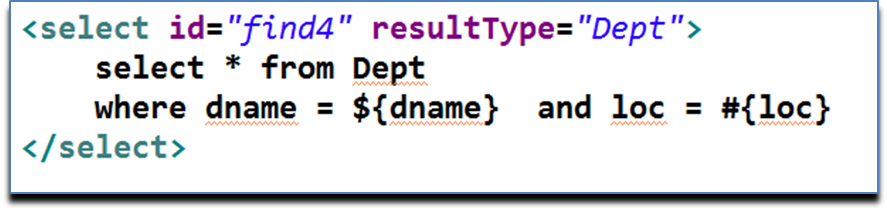 <select id="find4" resultType="Dept">
select * from Dept
where dname = ${dname}  and loc = #{loc}
</select>